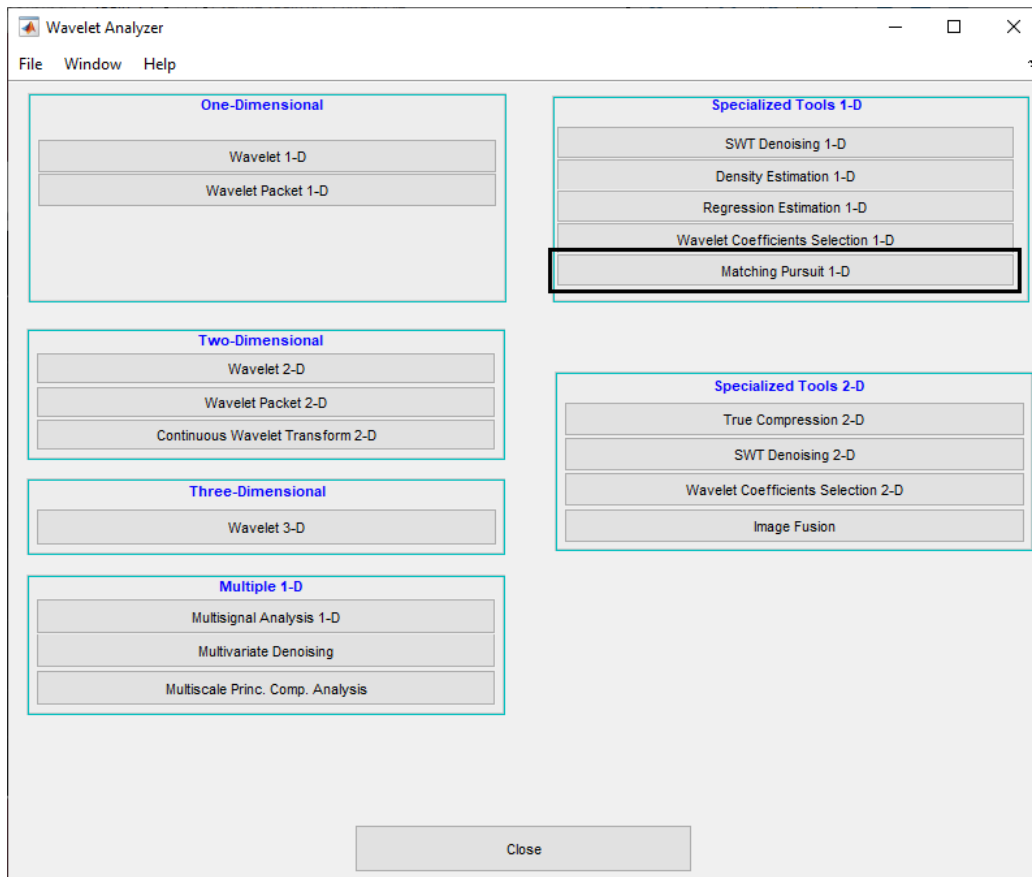 Wavelet Analyzer
File Window Help
One-Dimensional
Wavelet 1-D
Wavelet Packet 1-D
Two-Dimensional
Wavelet 2-D
Wavelet Packet 2-D
Continuous Wavelet Transform 2-D
Three-Dimensional
Wavelet 3-D
Multiple 1-D
Multisignal Analysis 1-D
Multivariate Denoising
Multiscale Princ. Comp. Analysis
Specialized Tools 1-D
SWT Denoising 1-D
Density Estimation 1-D
Regression Estimation 1-D
Wavelet Coefficients Selection 1-D
Matching Pursuit 1-D
Specialized Tools 2-D
True Compression 2-D
SWT Denoising 2-D
Wavelet Coefficients Selection 2-D
Image Fusion
Close